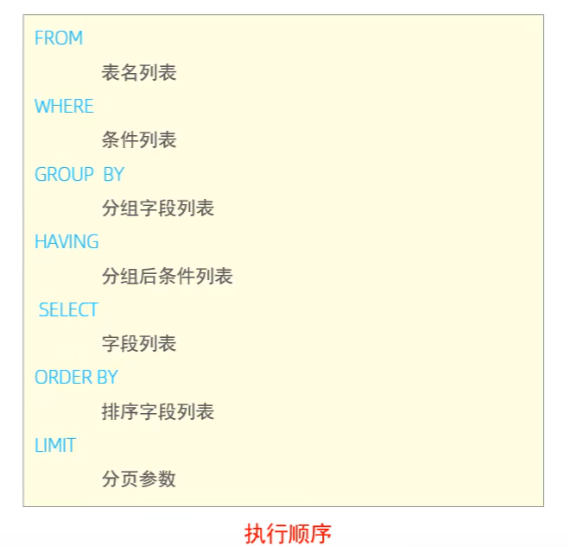 FROM
表名列表
WHERE
条件列表
GROUP BY
分组字段列表
HAVING
分组后条件列表
SELECT
字段列表
ORDER BY
排序字段列表
LIMIT
分页参数
执行顺序